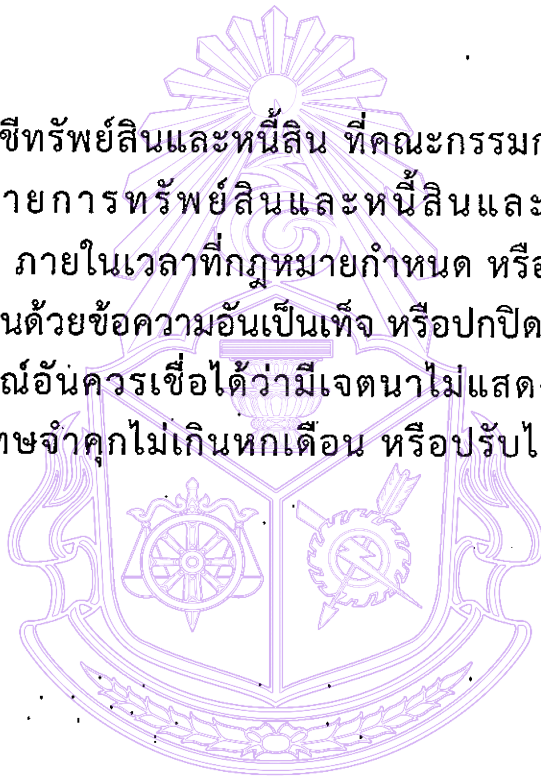 ชีทรัพย์สินและหนี้สิน ที่คณะกรรมก
ายการทรัพย์สินและหนี้สินและ
ภายในเวลาที่กฎหมายกำหนด หรือ
นด้วยข้อความอันเป็นเท็จ หรือปกปิด
ณ์อันควรเชื่อได้ว่ามีเจตนาไม่แสดง
ทษจำคุกไม่เกินหกเดือน หรือปรับไ